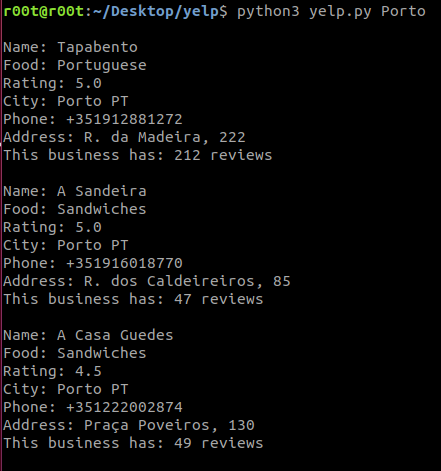 r00t@r00t:~/Desktop/yelp$ python3 yelp.py Porto
Name: Tapabento
Food: Portuguese
Rating: 5.0
City: Porto PT
Phone: +351912881272
Address: R. da Madeira, 222
This business has: 212 reviews
Name: A Sandeira
Food: Sandwiches
Rating: 5.0
City: Porto PT
Phone: +351916018770
Address: R. dos Caldeireiros, 85
This business has: 47 reviews
Name: A Casa Guedes
Food: Sandwiches
Rating: 4.5
City: Porto PT
Phone: +351222002874
Address: Praça Poveiros, 130
This business has: 49 reviews